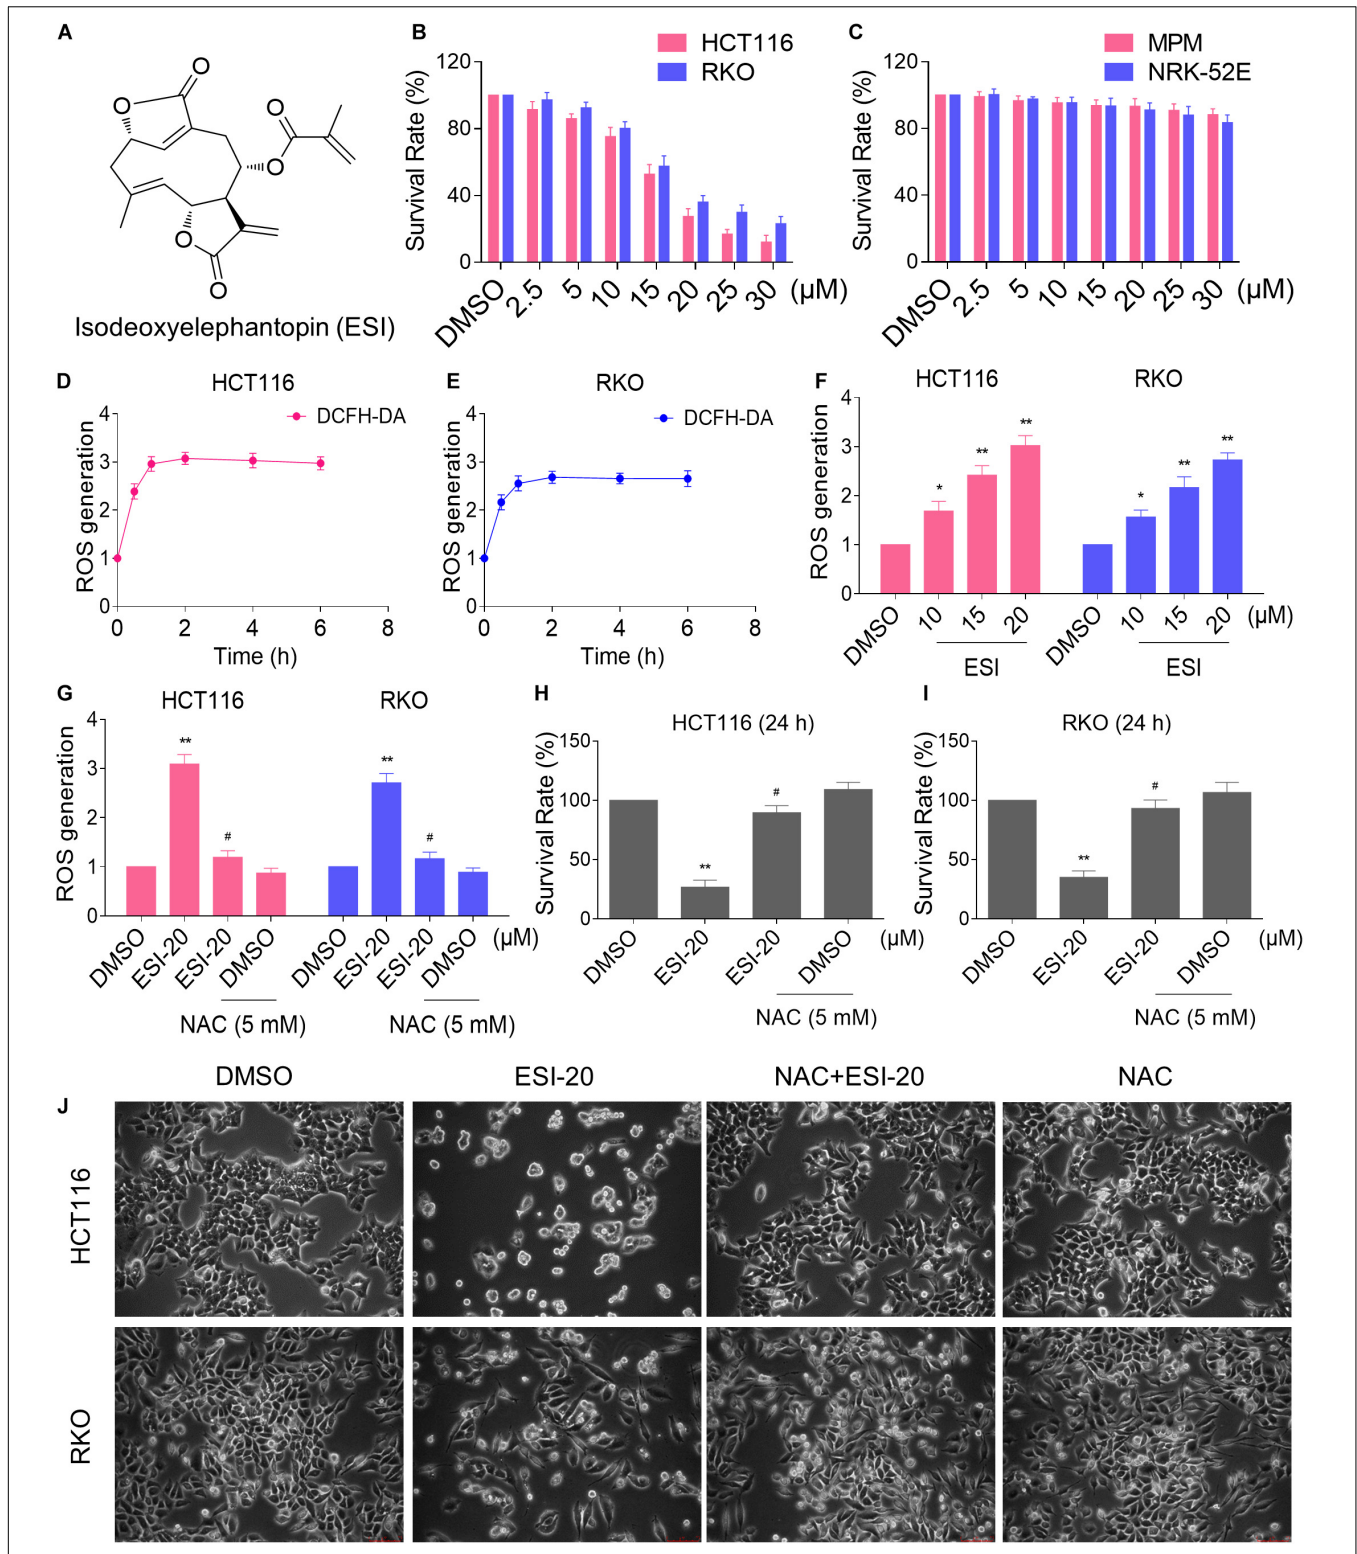 A
O
O
O
O
O
O
Isodeoxyelephantopin (ESI)
B
HCT116
RKO
Survival Rate (%)
120
80
40
0
DMSO 2.5 5 10 15 20 25 30 (μM)
C
MPM
NRK-52E
Survival Rate (%)
120
80
40
0
DMSO 2.5 5 10 15 20 25 30 (μM)
D
HCT116
DCFH-DA
ROS generation
4
3
2
1
0
0 2 4 6 8
Time (h)
E
RKO
DCFH-DA
ROS generation
4
3
2
1
0
0 2 4 6 8
Time (h)
F
HCT116 RKO
ROS generation
4
3
2
1
0
* ** ** * ** **
DMSO 10 15 20 DMSO 10 15 20 (μM)
ESI ESI
G
HCT116 RKO
ROS generation
4
3
2
1
0
** # ** #
DMSO ESI-20 ESI-20 DMSO DMSO ESI-20 ESI-20 DMSO (μM)
NAC (5 mM) NAC (5 mM)
H
HCT116 (24 h)
Survival Rate (%)
150
100
50
0
** #
DMSO ESI-20 ESI-20 DMSO (μM)
NAC (5 mM)
I
RKO (24 h)
Survival Rate (%)
150
100
50
0
** #
DMSO ESI-20 ESI-20 DMSO (μM)
NAC (5 mM)
J
DMSO ESI-20 NAC+ESI-20 NAC
HCT116
RKO